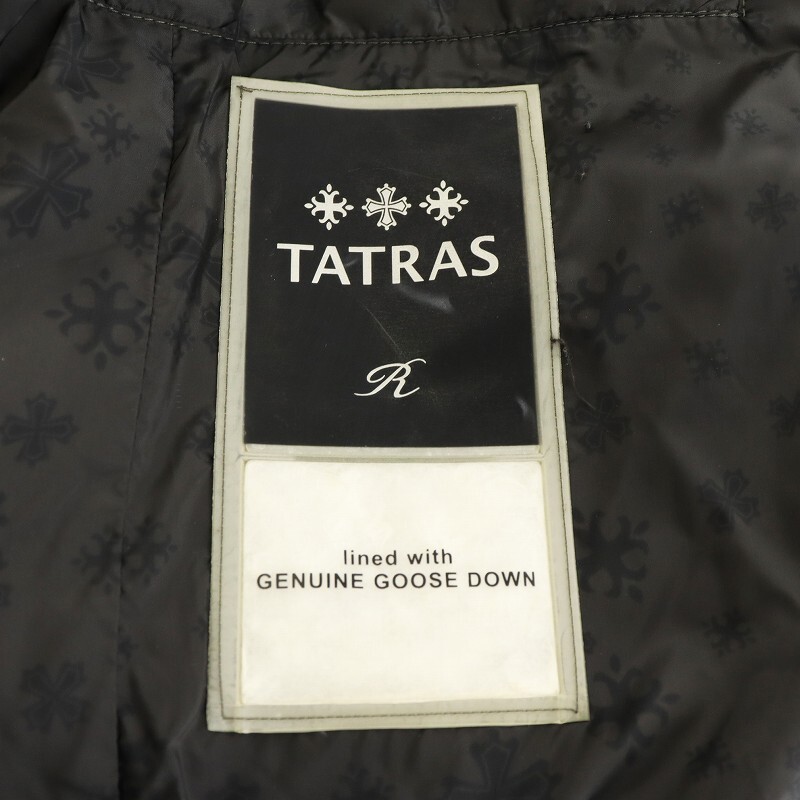 TATRAS
R
lined with
GENUINE GOOSE DOWN